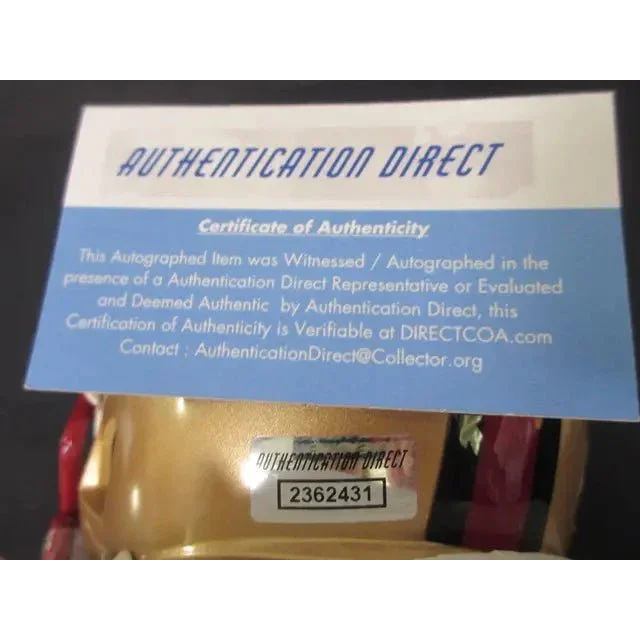 AUTHENTICATION DIRECT
Certificate of Authenticity
This Autographed Item was Witnessed / Autographed in the
presence of a Authentication Direct Representative or Evaluated
and Deemed Authentic by Authentication Direct, this
Certification of Authenticity is Verifiable at DIRECTCOA.com
Contact : AuthenticationDirect@Collector.org
AUTHENTICATION DIRECT
2362431